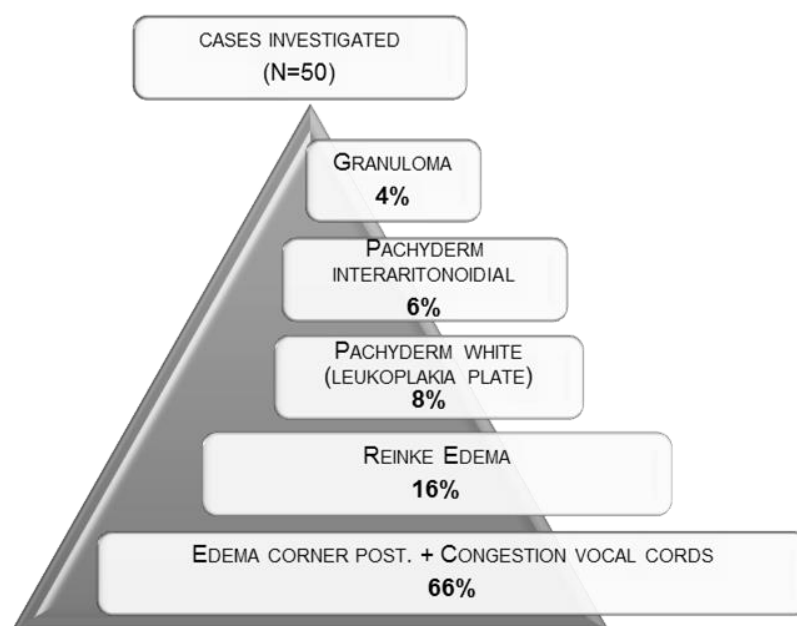 CASES INVESTIGATED
(N=50)
GRANULOMA
4%
PACHYDERM
INTERARITONOIDIAL
6%
PACHYDERM WHITE
(LEUKOPLAKIA PLATE)
8%
REINKE EDEMA
16%
EDEMA CORNER POST. + CONGESTION VOCAL CORDS
66%